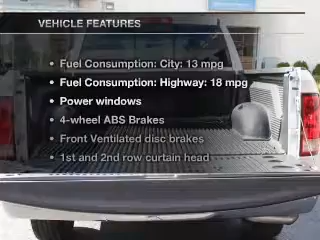 VEHICLE FEATURES
• Fuel Consumption: City: 13 mpg
• Fuel Consumption: Highway: 18 mpg
• Power windows
• 4-wheel ABS Brakes
• Front Ventilated disc brakes
• 1st and 2nd row curtain head